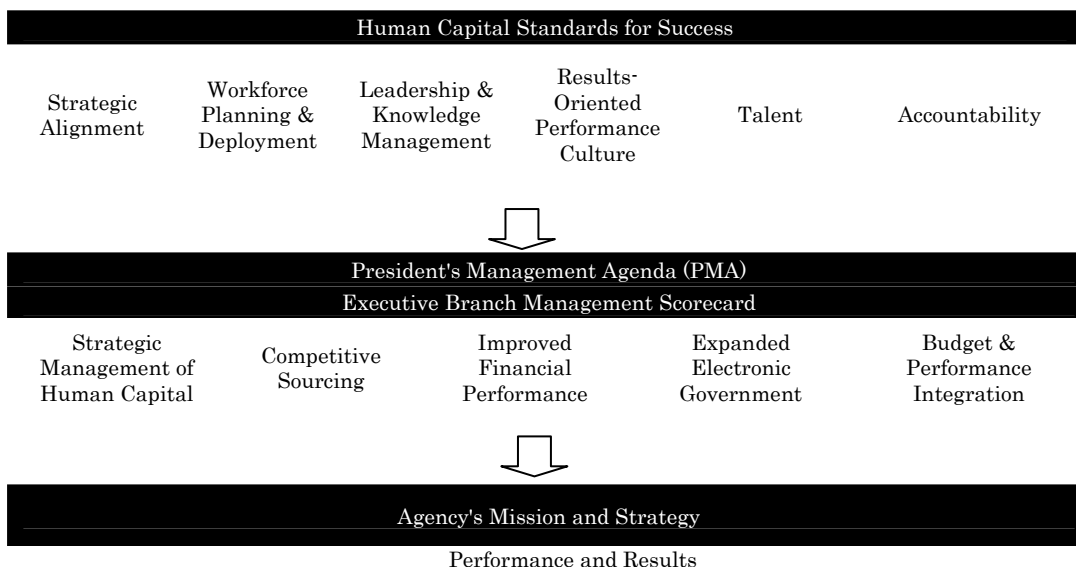 Human Capital Standards for Success
Strategic
Alignment
Workforce
Planning &
Deployment
Leadership &
Knowledge
Management
Results-
Oriented
Performance
Culture
Talent
Accountability
President's Management Agenda (PMA)
Executive Branch Management Scorecard
Strategic
Management of
Human Capital
Competitive
Sourcing
Improved
Financial
Performance
Expanded
Electronic
Government
Budget &
Performance
Integration
Agency's Mission and Strategy
Performance and Results